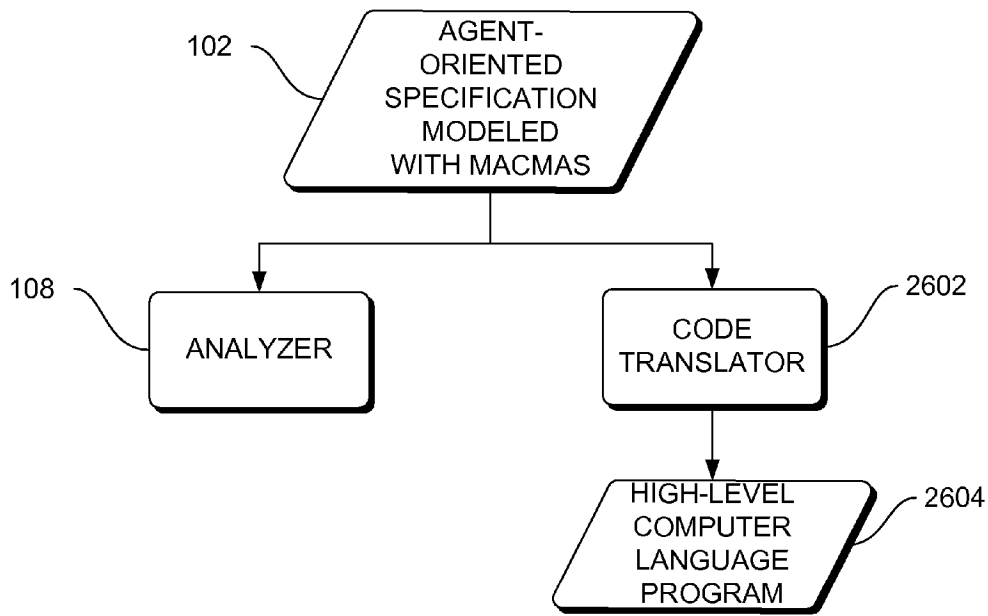 102
AGENT-
ORIENTED
SPECIFICATION
MODELED
WITH MACMAS
108
ANALYZER
2602
CODE
TRANSLATOR
2604
HIGH-LEVEL
COMPUTER
LANGUAGE
PROGRAM